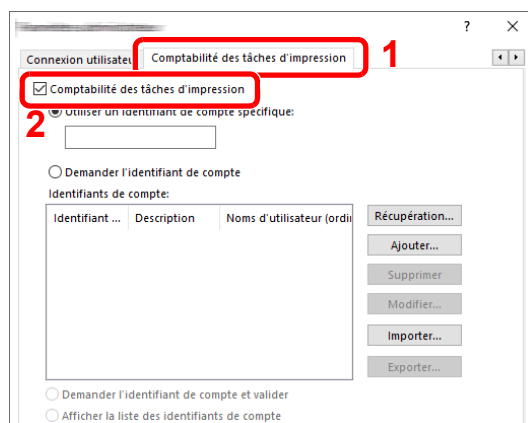 ? ×
Connexion utilisateu Comptabilité des tâches d'impression 1
Comptabilité des tâches d'impression
2 Utiliser un identifiant de compte spécifique:
Demander l'identifiant de compte
Identifiants de compte:
Identifiant ... Description Noms d'utilisateur (ordin
Récupération...
Ajouter...
Supprimer
Modifier...
Importer...
Exporter...
Demander l'identifiant de compte et valider
Afficher la liste des identifiants de compte